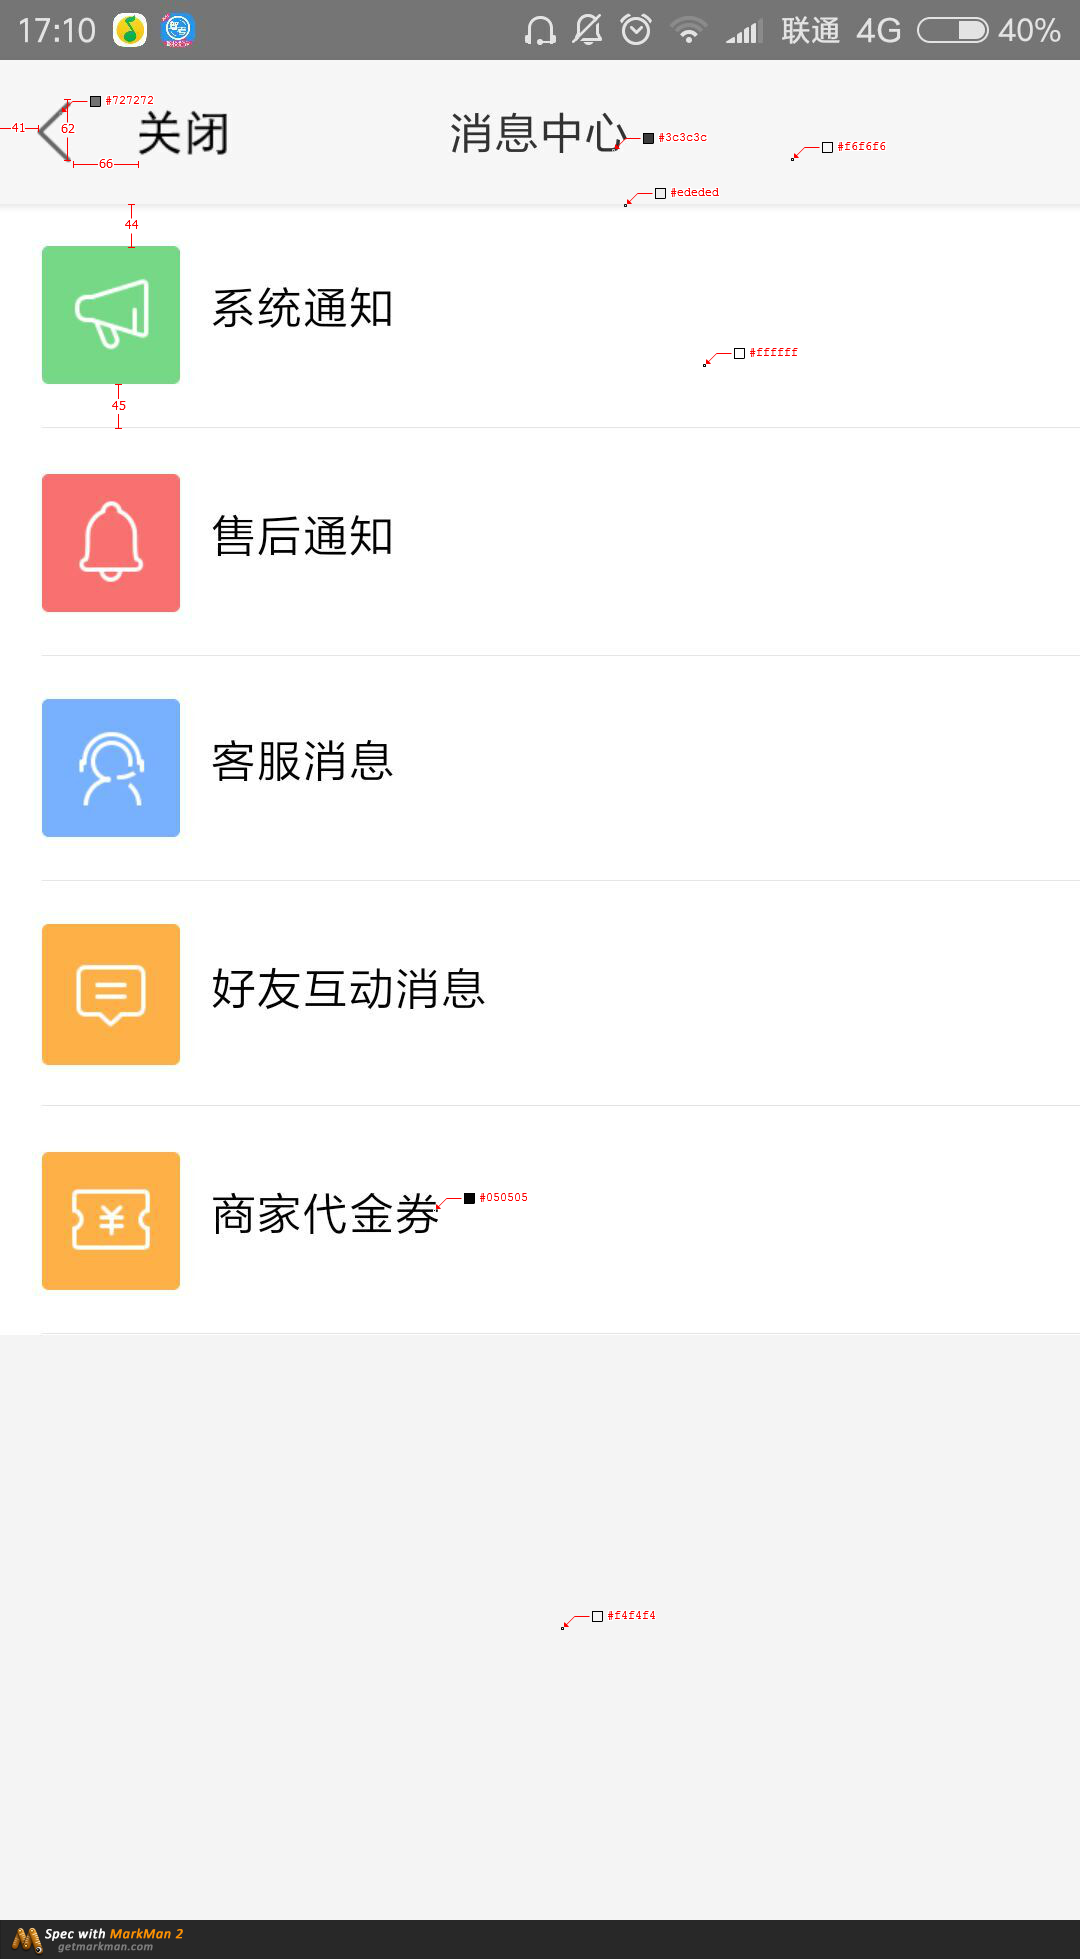 17:10 联通 4G 40%
#727272
41 62 关闭 消息中心 #3c3c3c #f6f6f6
66
#ededed
44
系统通知
#ffffff
45
售后通知
客服消息
好友互动消息
¥ 商家代金券 #050505
#f4f4f4
Spec with MarkMan 2
getmarkman.com